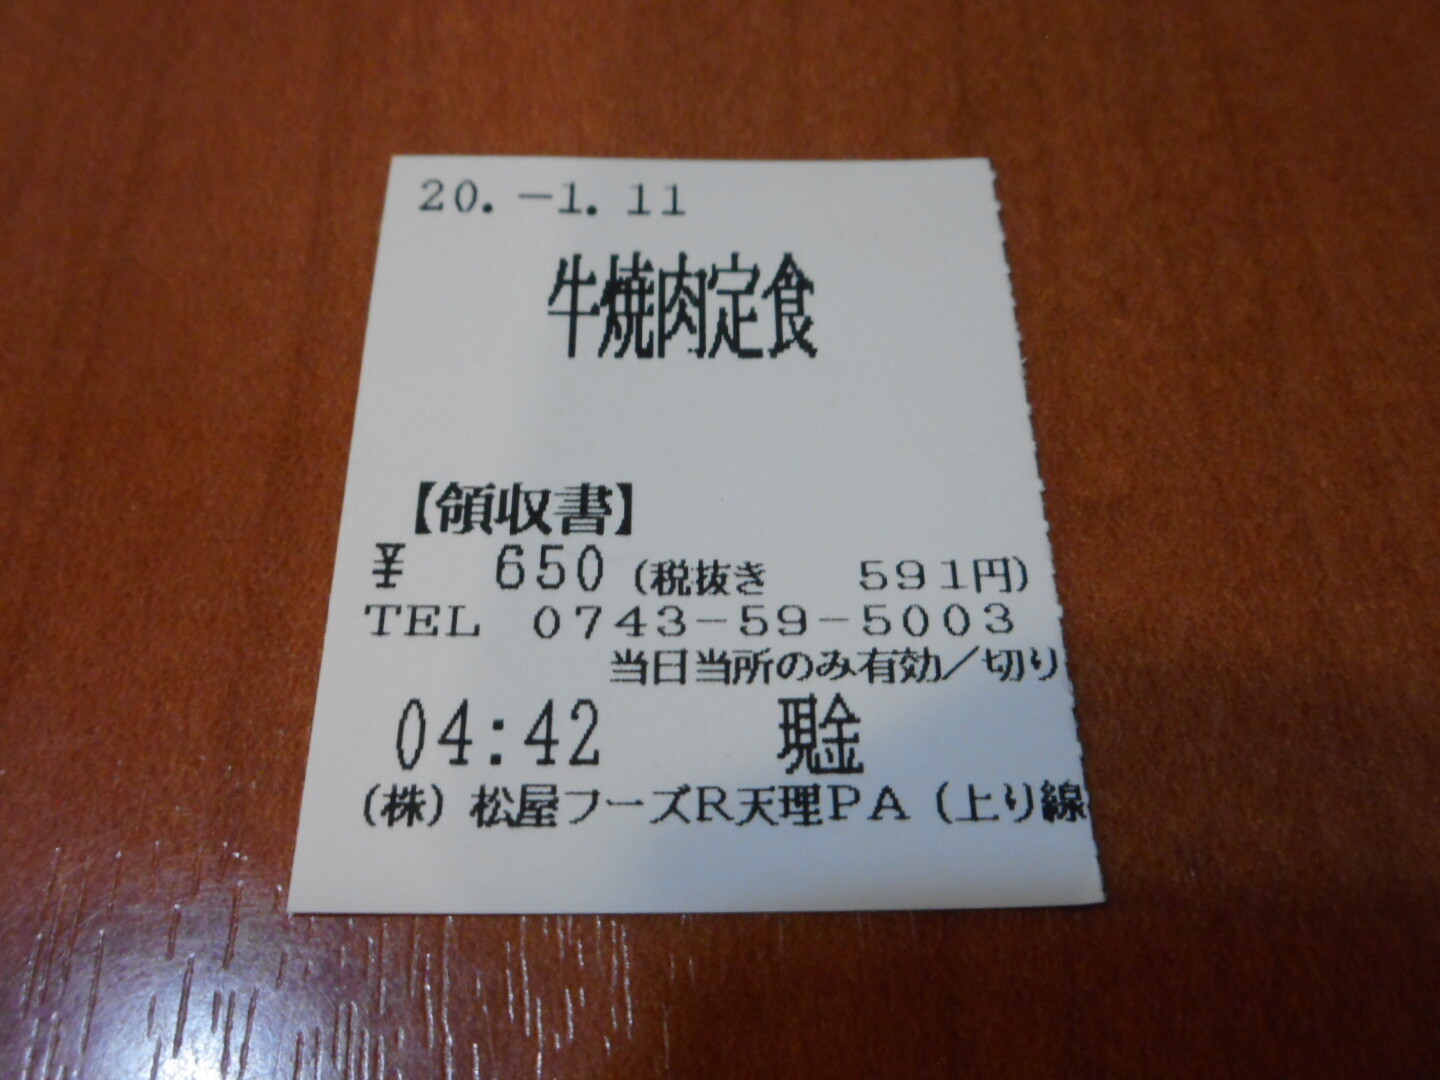 20.-1.11
牛焼肉定食
【領収書】
¥ 650(税抜き 591円)
TEL 0743-59-5003
当日当所のみ有効/切り
04:42 現金
(株)松屋フーズR天理PA(上り線